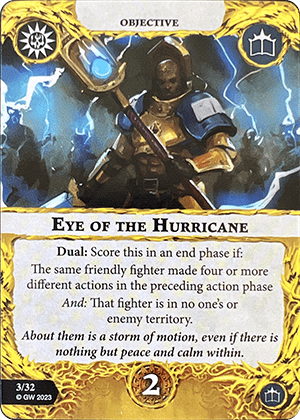 OBJECTIVE
EYE OF THE HURRICANE
Dual: Score this in an end phase if:
The same friendly fighter made four or more
different actions in the preceding action phase
And: That fighter is in no one's or
enemy territory.
About them is a storm of motion, even if there is
nothing but peace and calm within.
3/32
© GW 2023
2